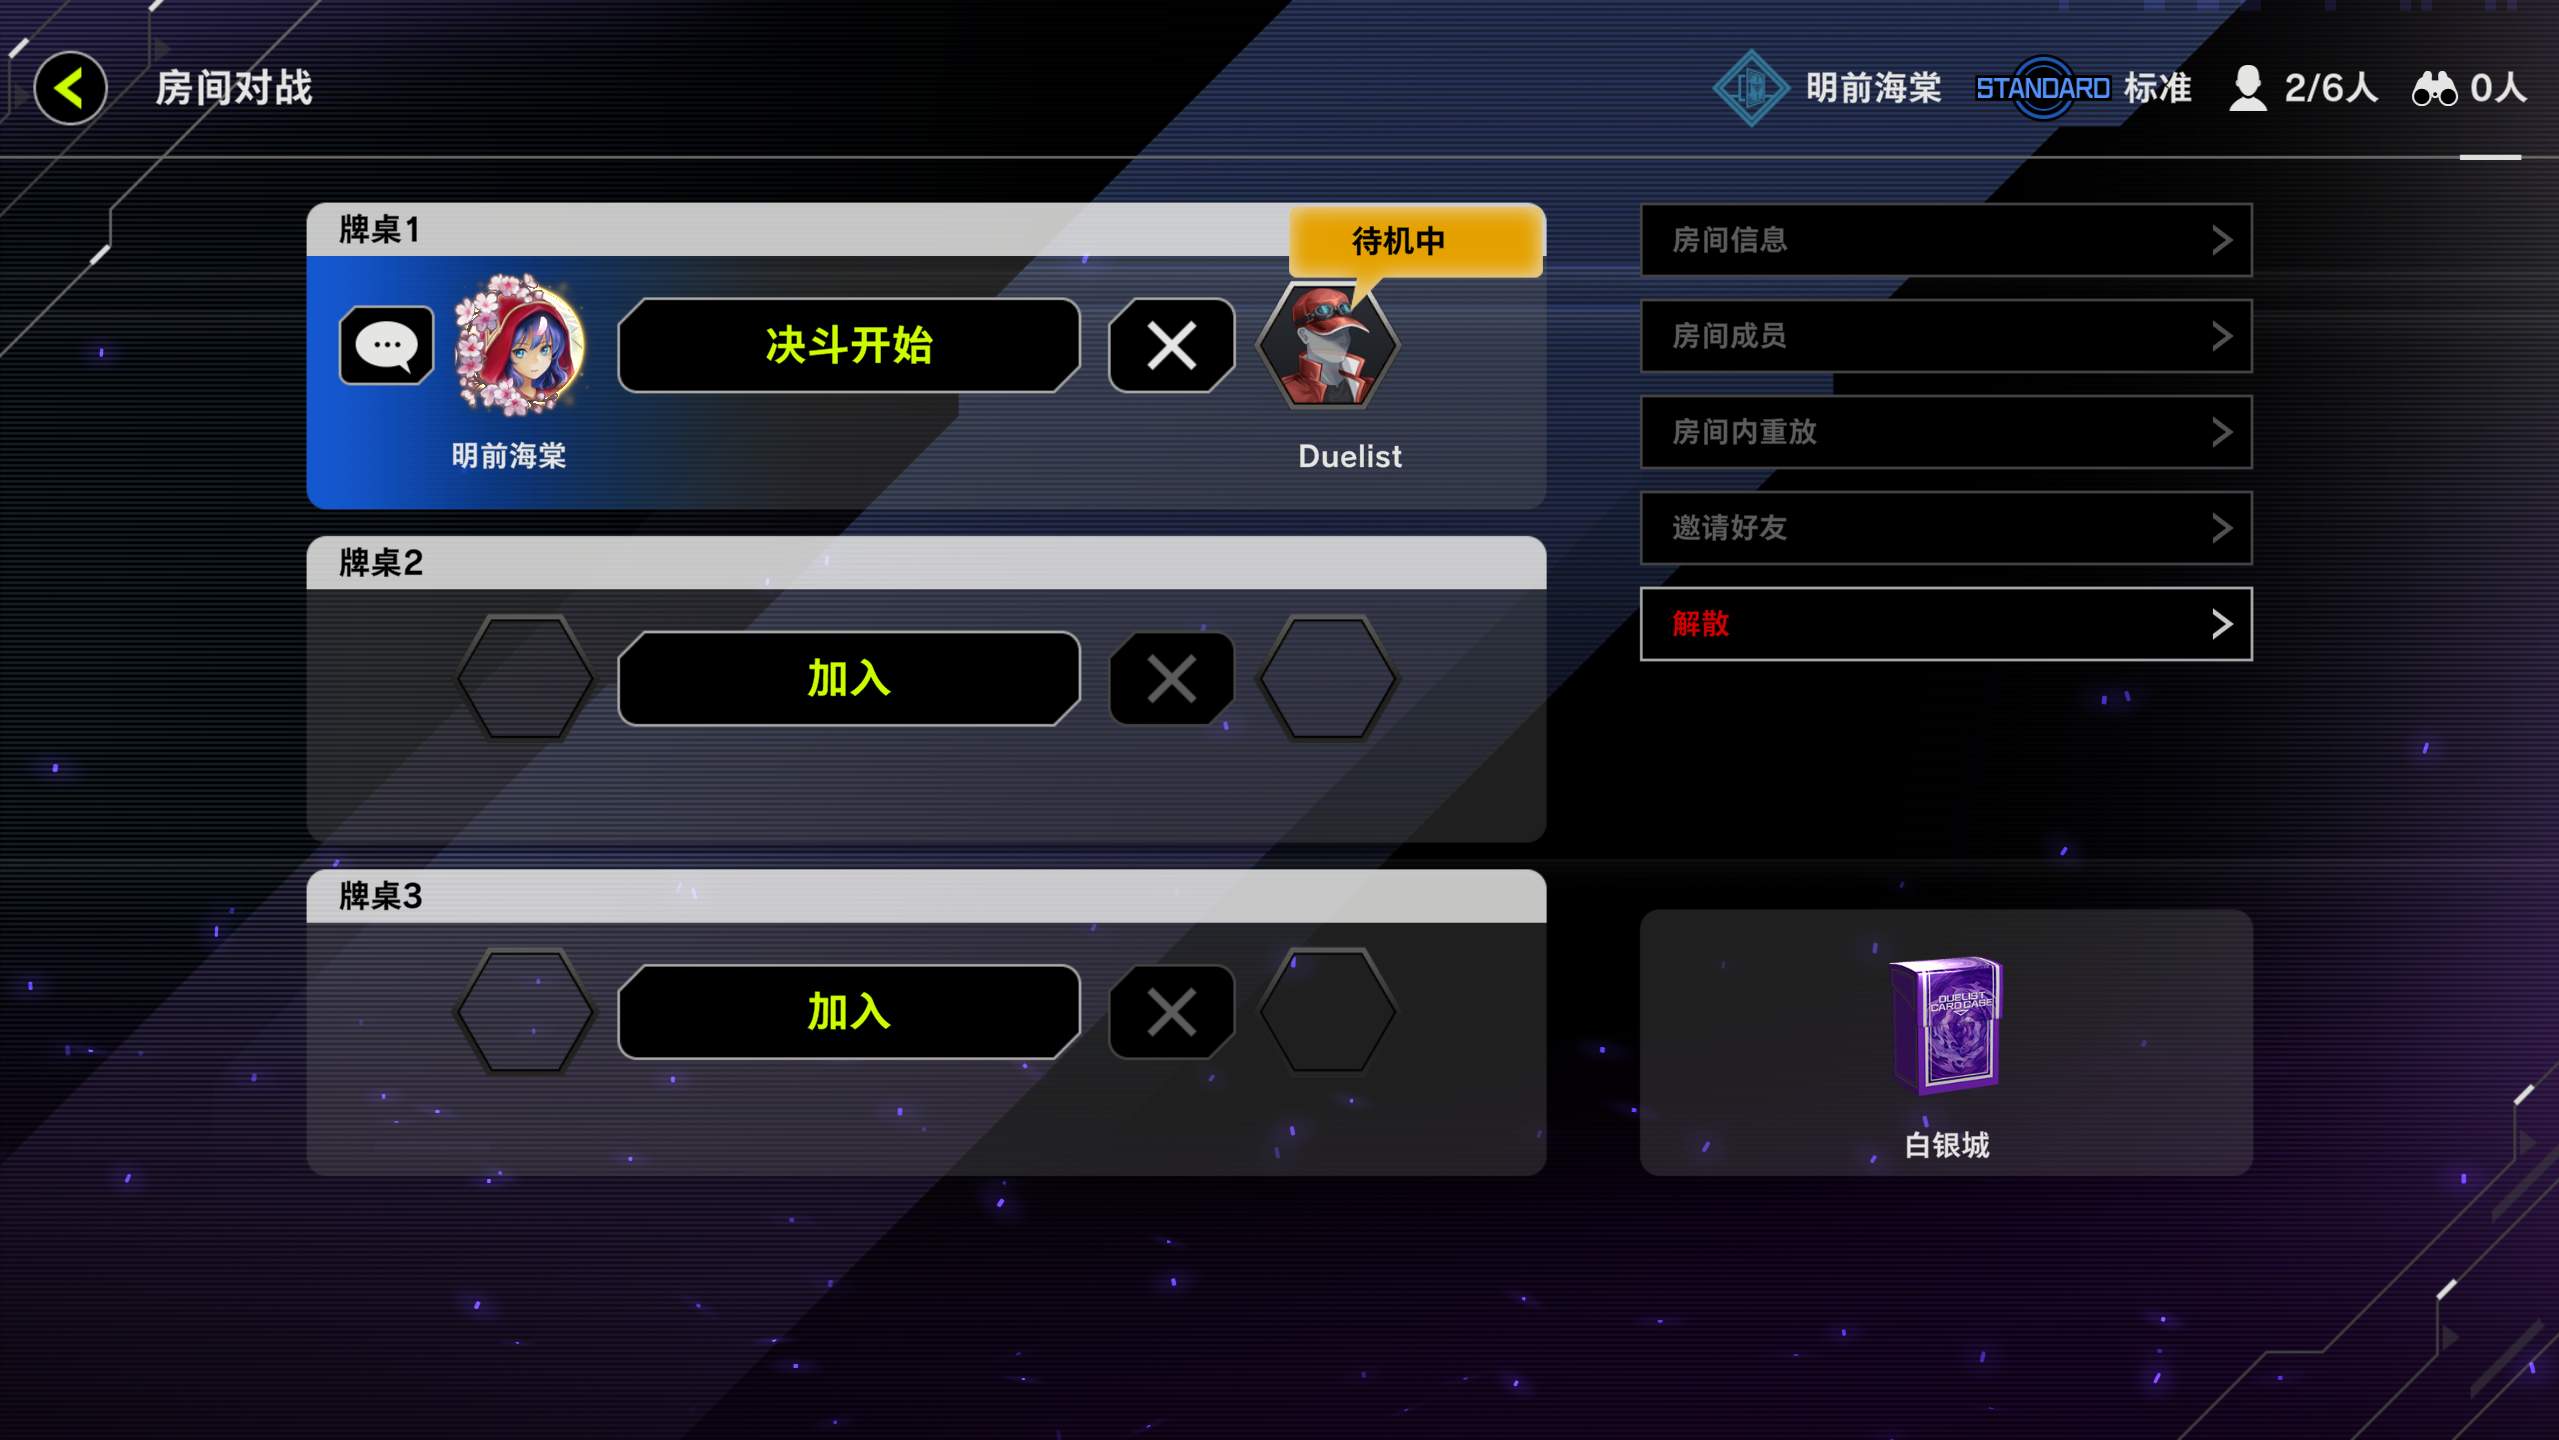 房间对战
明前海棠
STANDARD 标准
2/6人
0人
牌桌1
待机中
决斗开始
明前海棠
Duelist
牌桌2
加入
牌桌3
加入
房间信息
房间成员
房间内重放
邀请好友
解散
DUELIST
CARD CASE
白银城